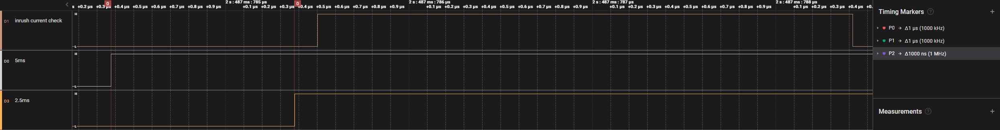 2 s : 487 ms : 785 µs 2 s : 487 ms : 786 µs 2 s : 487 ms : 787 µs 2 s : 487 ms : 788 µs
0 0
s +0.2 µs +0.3 µs +0.4 µs +0.5 µs +0.6 µs +0.7 µs +0.8 µs +0.9 µs +0.1 µs +0.2 µs +0.3 µs +0.4 µs +0.5 µs +0.6 µs +0.7 µs +0.8 µs +0.9 µs +0.1 µs +0.2 µs +0.3 µs +0.4 µs +0.5 µs +0.6 µs +0.7 µs +0.8 µs +0.9 µs +0.1 µs +0.2 µs +0.3 µs +0.4 µs +0.5 µs +0.6 µs +0.7 µs +0.8 µs +0.9 µs +0.1 µs +0.2 µs +0.3 µs +0.4 µs +0.
H
D1 inrush current check
L
H
D0 5ms
L
H
D3 2.5ms
L
Timing Markers ? +
P0 → Δ1 µs (1000 kHz)
P1 → Δ1 µs (1000 kHz)
P2 → Δ1000 ns (1 MHz)
Measurements ? +